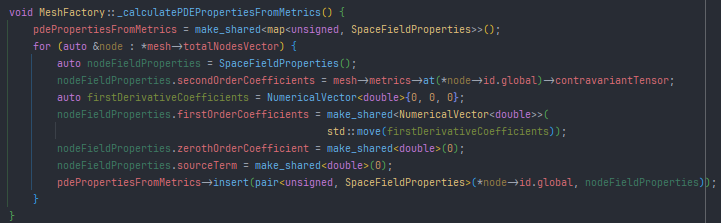 void MeshFactory::_calculatePDEPropertiesFromMetrics() {
pdePropertiesFromMetrics = make_shared<map<unsigned, SpaceFieldProperties>>();
for (auto &node : *mesh->totalNodesVector) {
auto nodeFieldProperties = SpaceFieldProperties();
nodeFieldProperties.secondOrderCoefficients = mesh->metrics->at(*node->id.global)->contravariantTensor;
auto firstDerivativeCoefficients = NumericalVector<double>{0, 0, 0};
nodeFieldProperties.firstOrderCoefficients = make_shared<NumericalVector<double>>(
std::move(firstDerivativeCoefficients));
nodeFieldProperties.zerothOrderCoefficient = make_shared<double>(0);
nodeFieldProperties.sourceTerm = make_shared<double>(0);
pdePropertiesFromMetrics->insert(pair<unsigned, SpaceFieldProperties>(*node->id.global, nodeFieldProperties));
}
}